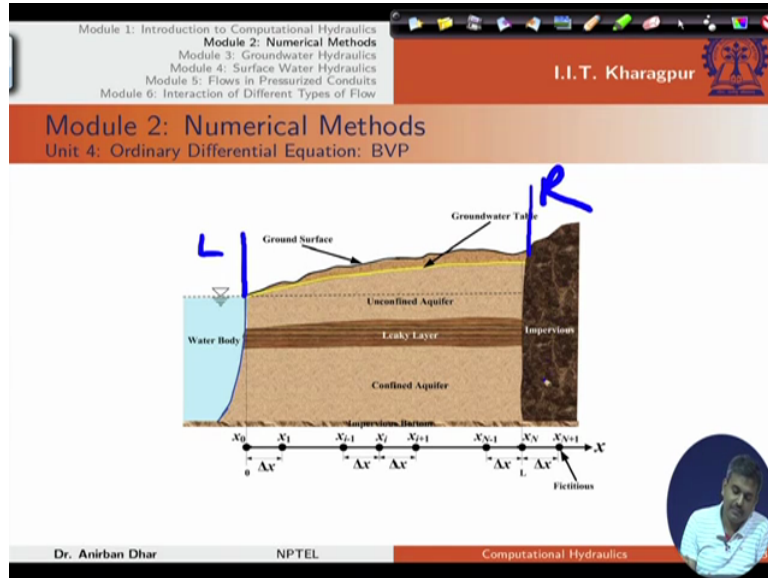 Module 1: Introduction to Computational Hydraulics
Module 2: Numerical Methods
Module 3: Groundwater Hydraulics
Module 4: Surface Water Hydraulics
Module 5: Flows in Pressurized Conduits
Module 6: Interaction of Different Types of Flow
I.I.T. Kharagpur
Module 2: Numerical Methods
Unit 4: Ordinary Differential Equation: BVP
L
R
Groundwater Table
Ground Surface
Unconfined Aquifer
Water Body
Leaky Layer
Impervious
Confined Aquifer
Impervious Bottom
x0 x1 xi-1 xi xi+1 xN-1 xN xN+1 x
Δx Δx Δx Δx Δx
0 L
Fictitious
Dr. Anirban Dhar NPTEL Computational Hydraulics